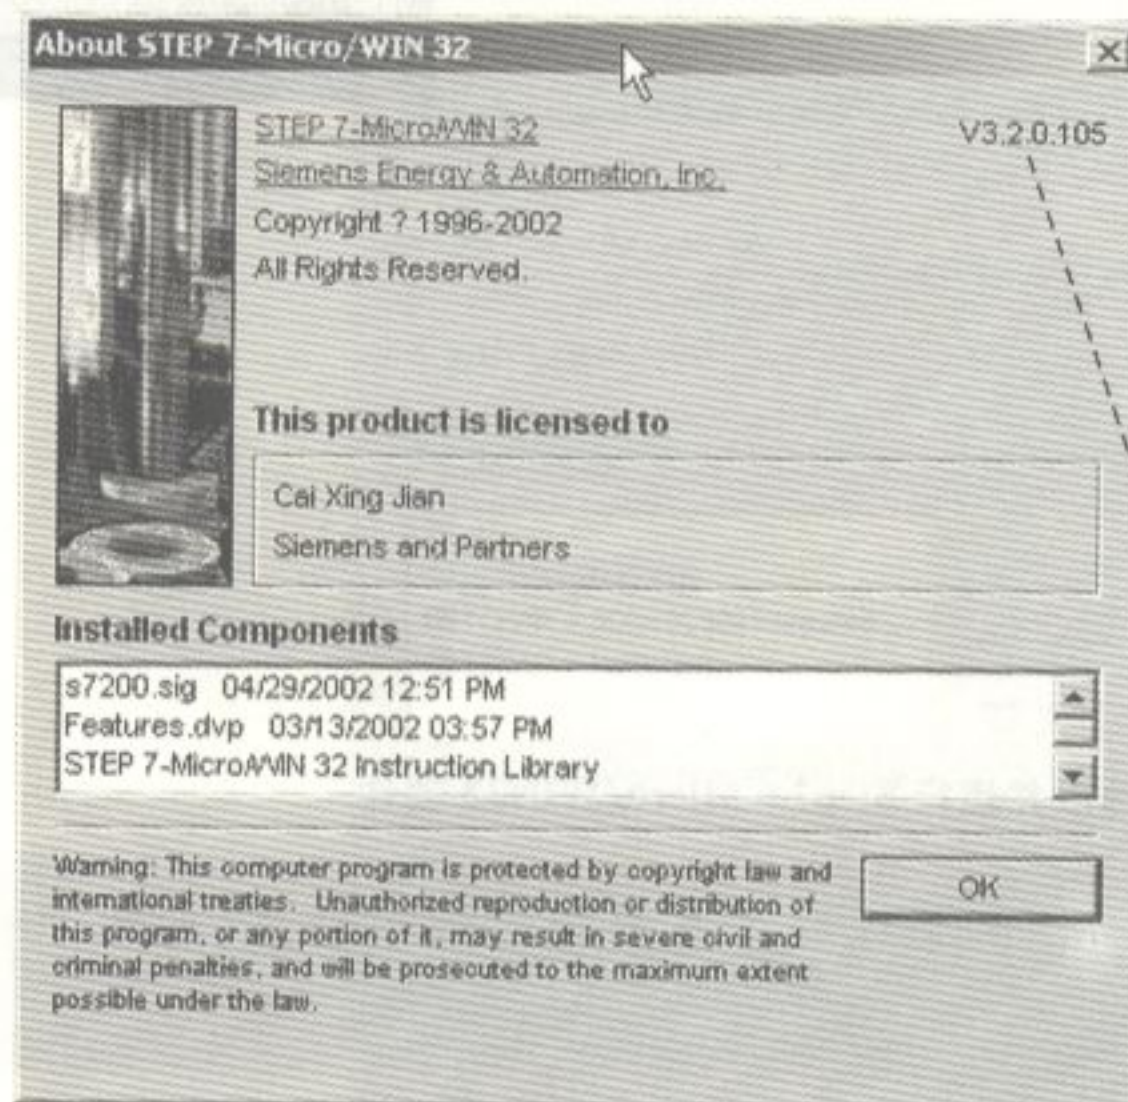 About STEP 7-Micro/WIN 32
STEP 7-Micro/WIN 32 V3.2.0.105
Siemens Energy & Automation, Inc.
Copyright ? 1996-2002
All Rights Reserved.
This product is licensed to
Cai Xing Jian
Siemens and Partners
Installed Components
s7200.sig 04/29/2002 12:51 PM
Features.dvp 03/13/2002 03:57 PM
STEP 7-Micro/WIN 32 Instruction Library
Warning: This computer program is protected by copyright law and
international treaties. Unauthorized reproduction or distribution of
this program, or any portion of it, may result in severe civil and
criminal penalties, and will be prosecuted to the maximum extent
possible under the law.
OK